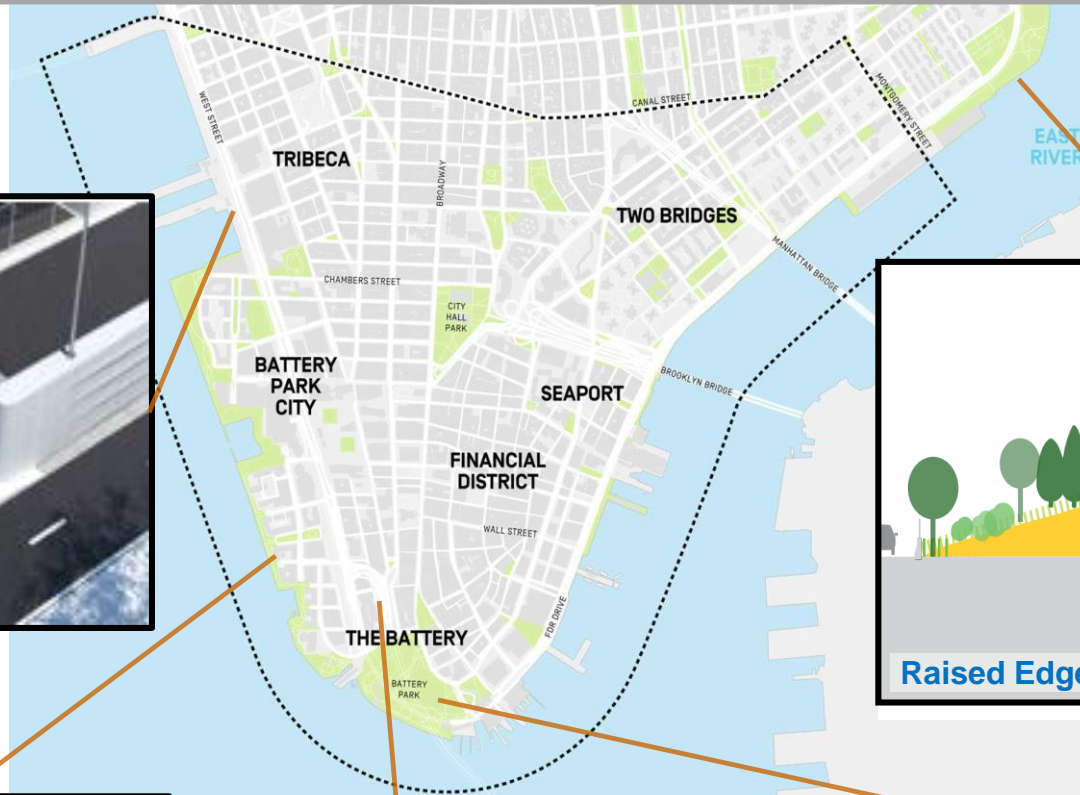 CANAL STREET
MONTGOMERY STREET
WEST STREET
EAST
RIVER
TRIBECA
BROADWAY
TWO BRIDGES
MANHATTAN BRIDGE
CHAMBERS STREET
CITY
HALL
PARK
BATTERY
PARK
CITY
SEAPORT
BROOKLYN BRIDGE
FINANCIAL
DISTRICT
WALL STREET
FDR DRIVE
THE BATTERY
BATTERY
PARK
Raised Edge